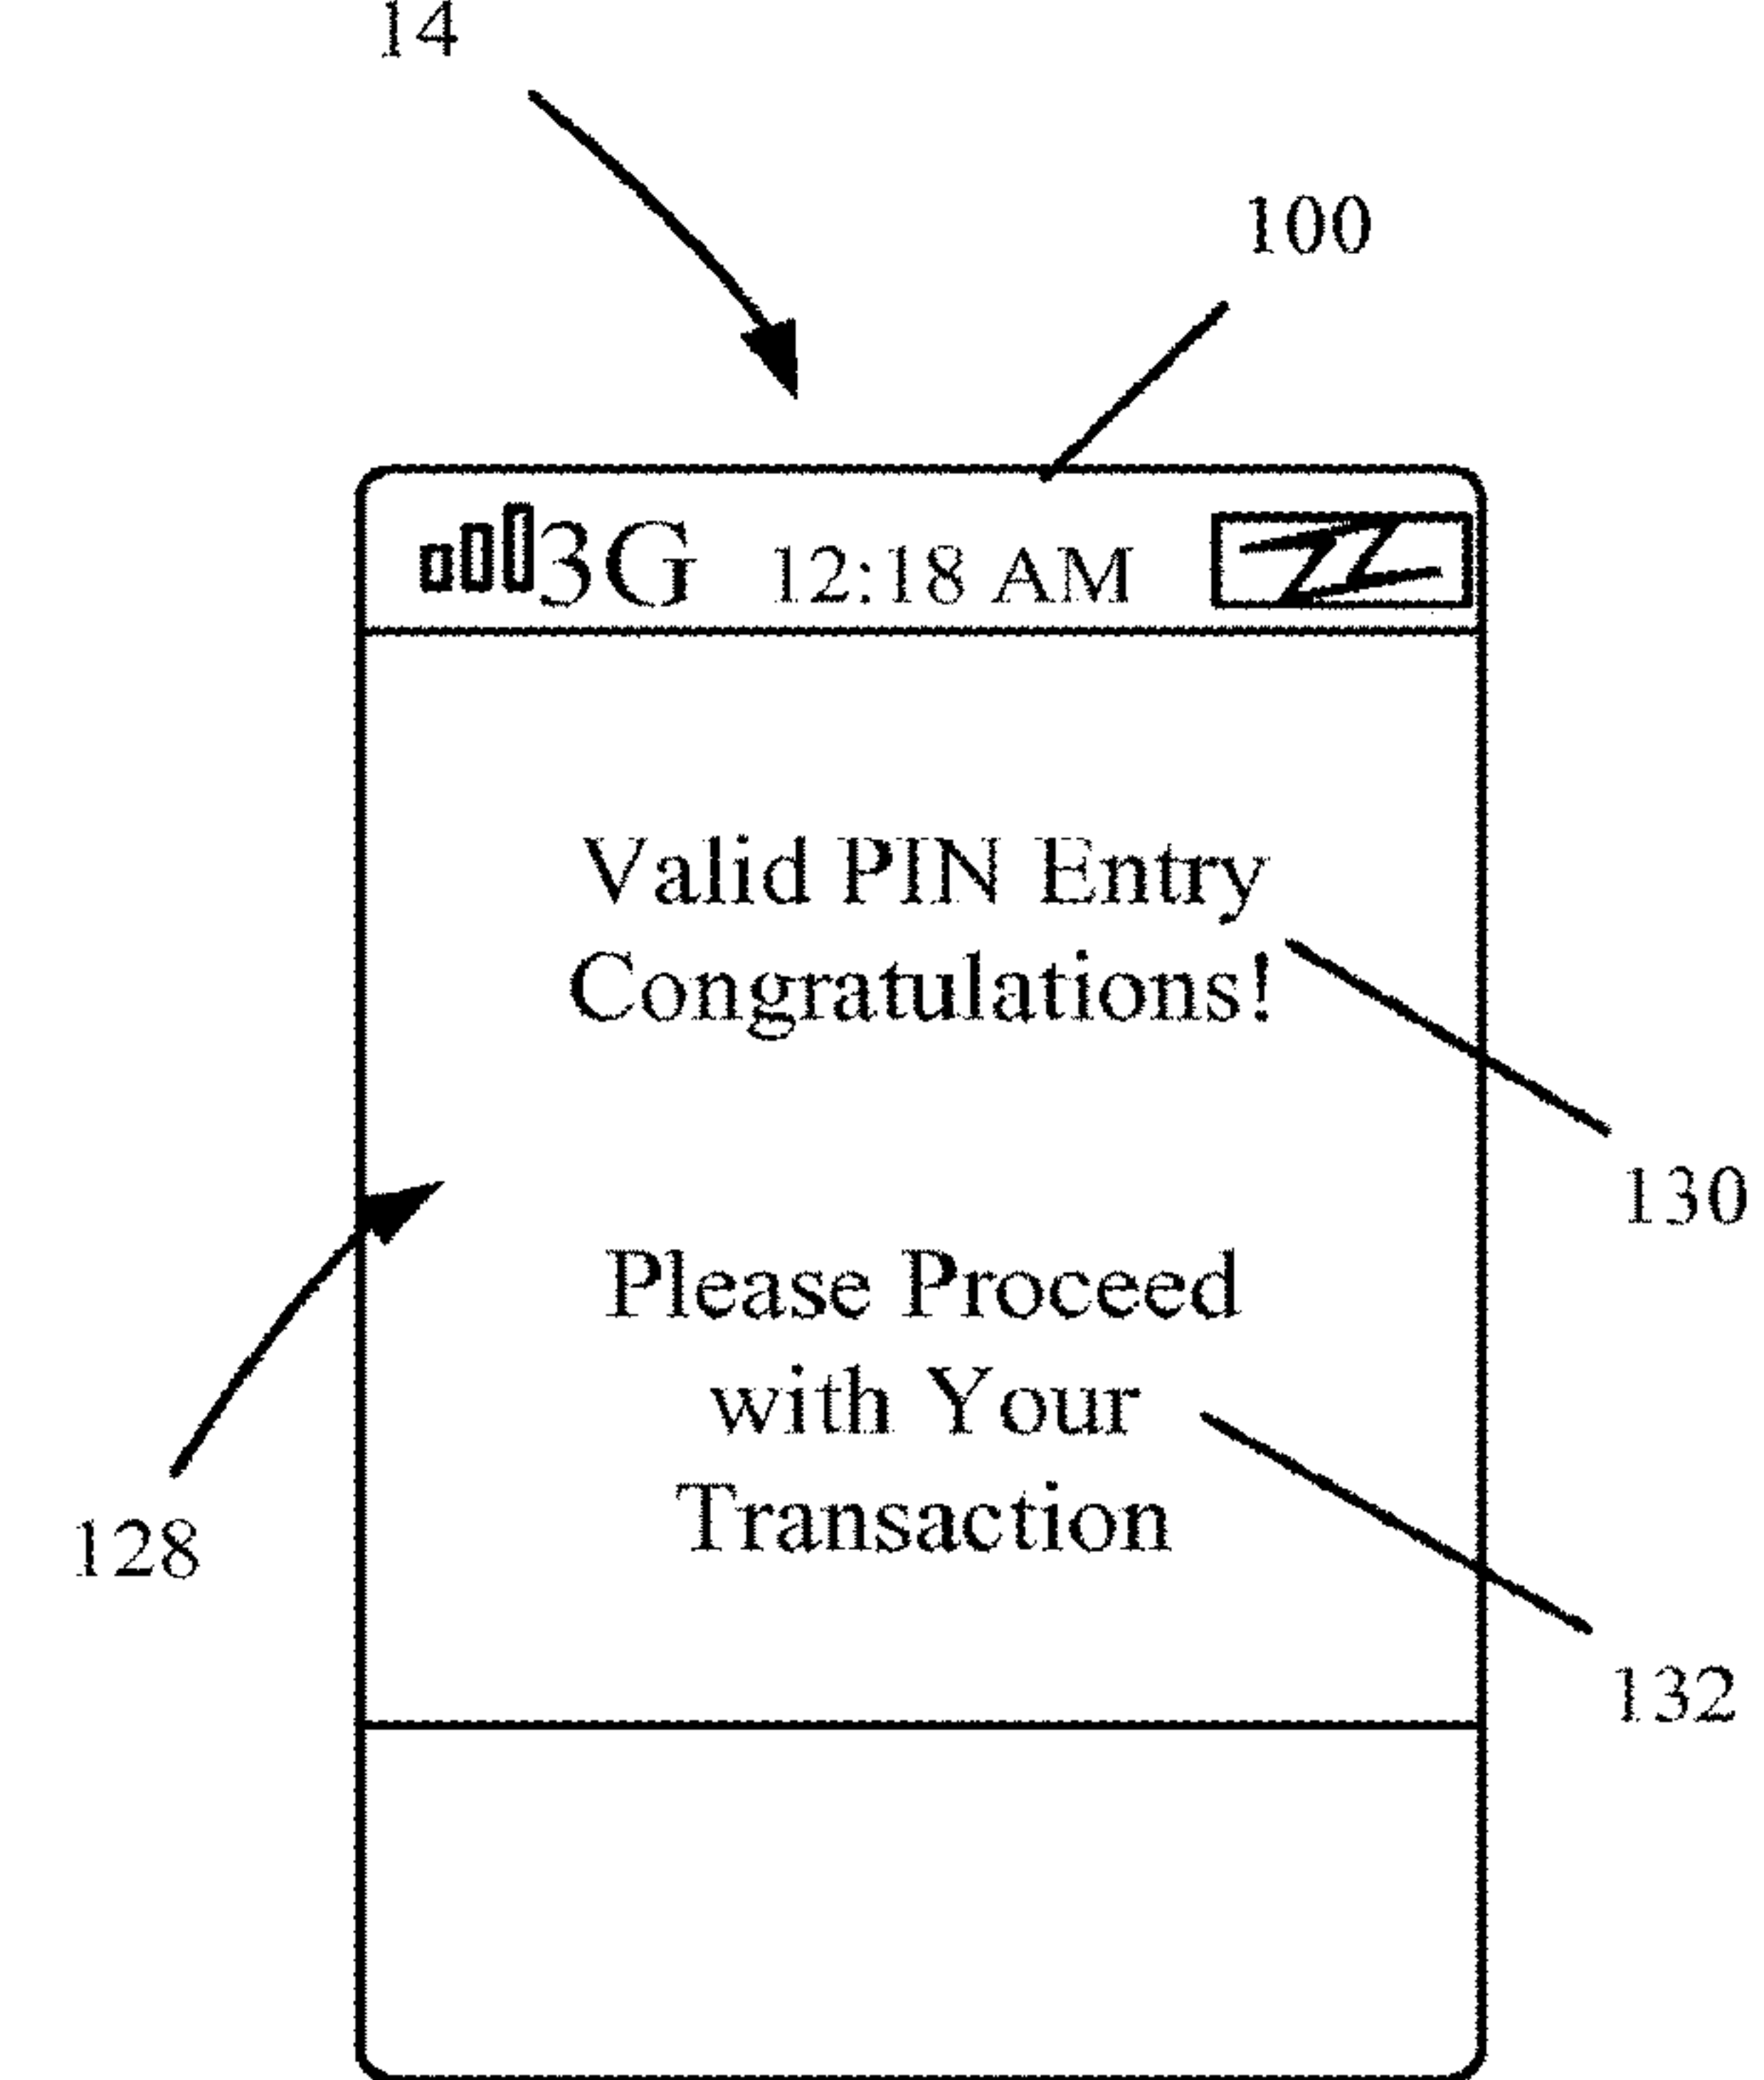 14
100
3G 12:18 AM
Valid PIN Entry
Congratulations!
130
Please Proceed
with Your
Transaction
128
132